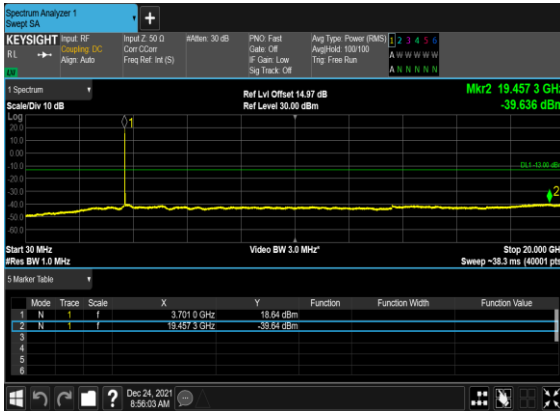 Spectrum Analyzer 1
Swept SA
+
KEYSIGHT Input: RF Input Z: 50 Ω #Atten: 30 dB PNO: Fast Avg Type: Power (RMS) 1 2 3 4 5 6
RL Coupling: DC Corr CCorr Gate: Off Avg|Hold: 100/100 A W W W W W
Align: Auto Freq Ref: Int (S) IF Gain: Low Trig: Free Run
Sig Track: Off A N N N N N
1 Spectrum Ref Lvl Offset 14.97 dB Mkr2 19.457 3 GHz
Scale/Div 10 dB Ref Level 30.00 dBm -39.636 dBm
Log
20.0
10.0
0.00
-10.0
DL1 -13.00 dBm
-20.0
-30.0
-40.0
-50.0
-60.0
1
2
Start 30 MHz Video BW 3.0 MHz* Stop 20.000 GHz
#Res BW 1.0 MHz Sweep ~38.3 ms (40001 pts)
5 Marker Table
Mode Trace Scale X Y Function Function Width Function Value
1 N 1 f 3.701 0 GHz 18.64 dBm
2 N 1 f 19.457 3 GHz -39.64 dBm
3
4
5
6
? Dec 24, 2021
8:56:03 AM